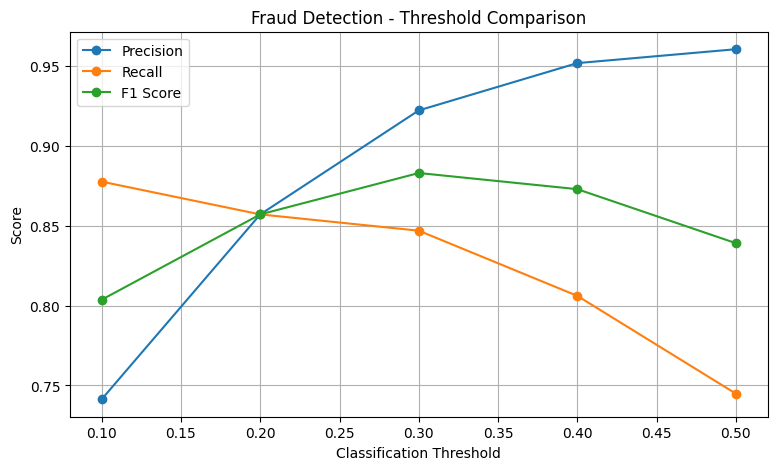 Fraud Detection - Threshold Comparison
Precision
Recall
F1 Score
0.95
0.90
0.85
0.80
0.75
Score
0.10 0.15 0.20 0.25 0.30 0.35 0.40 0.45 0.50
Classification Threshold